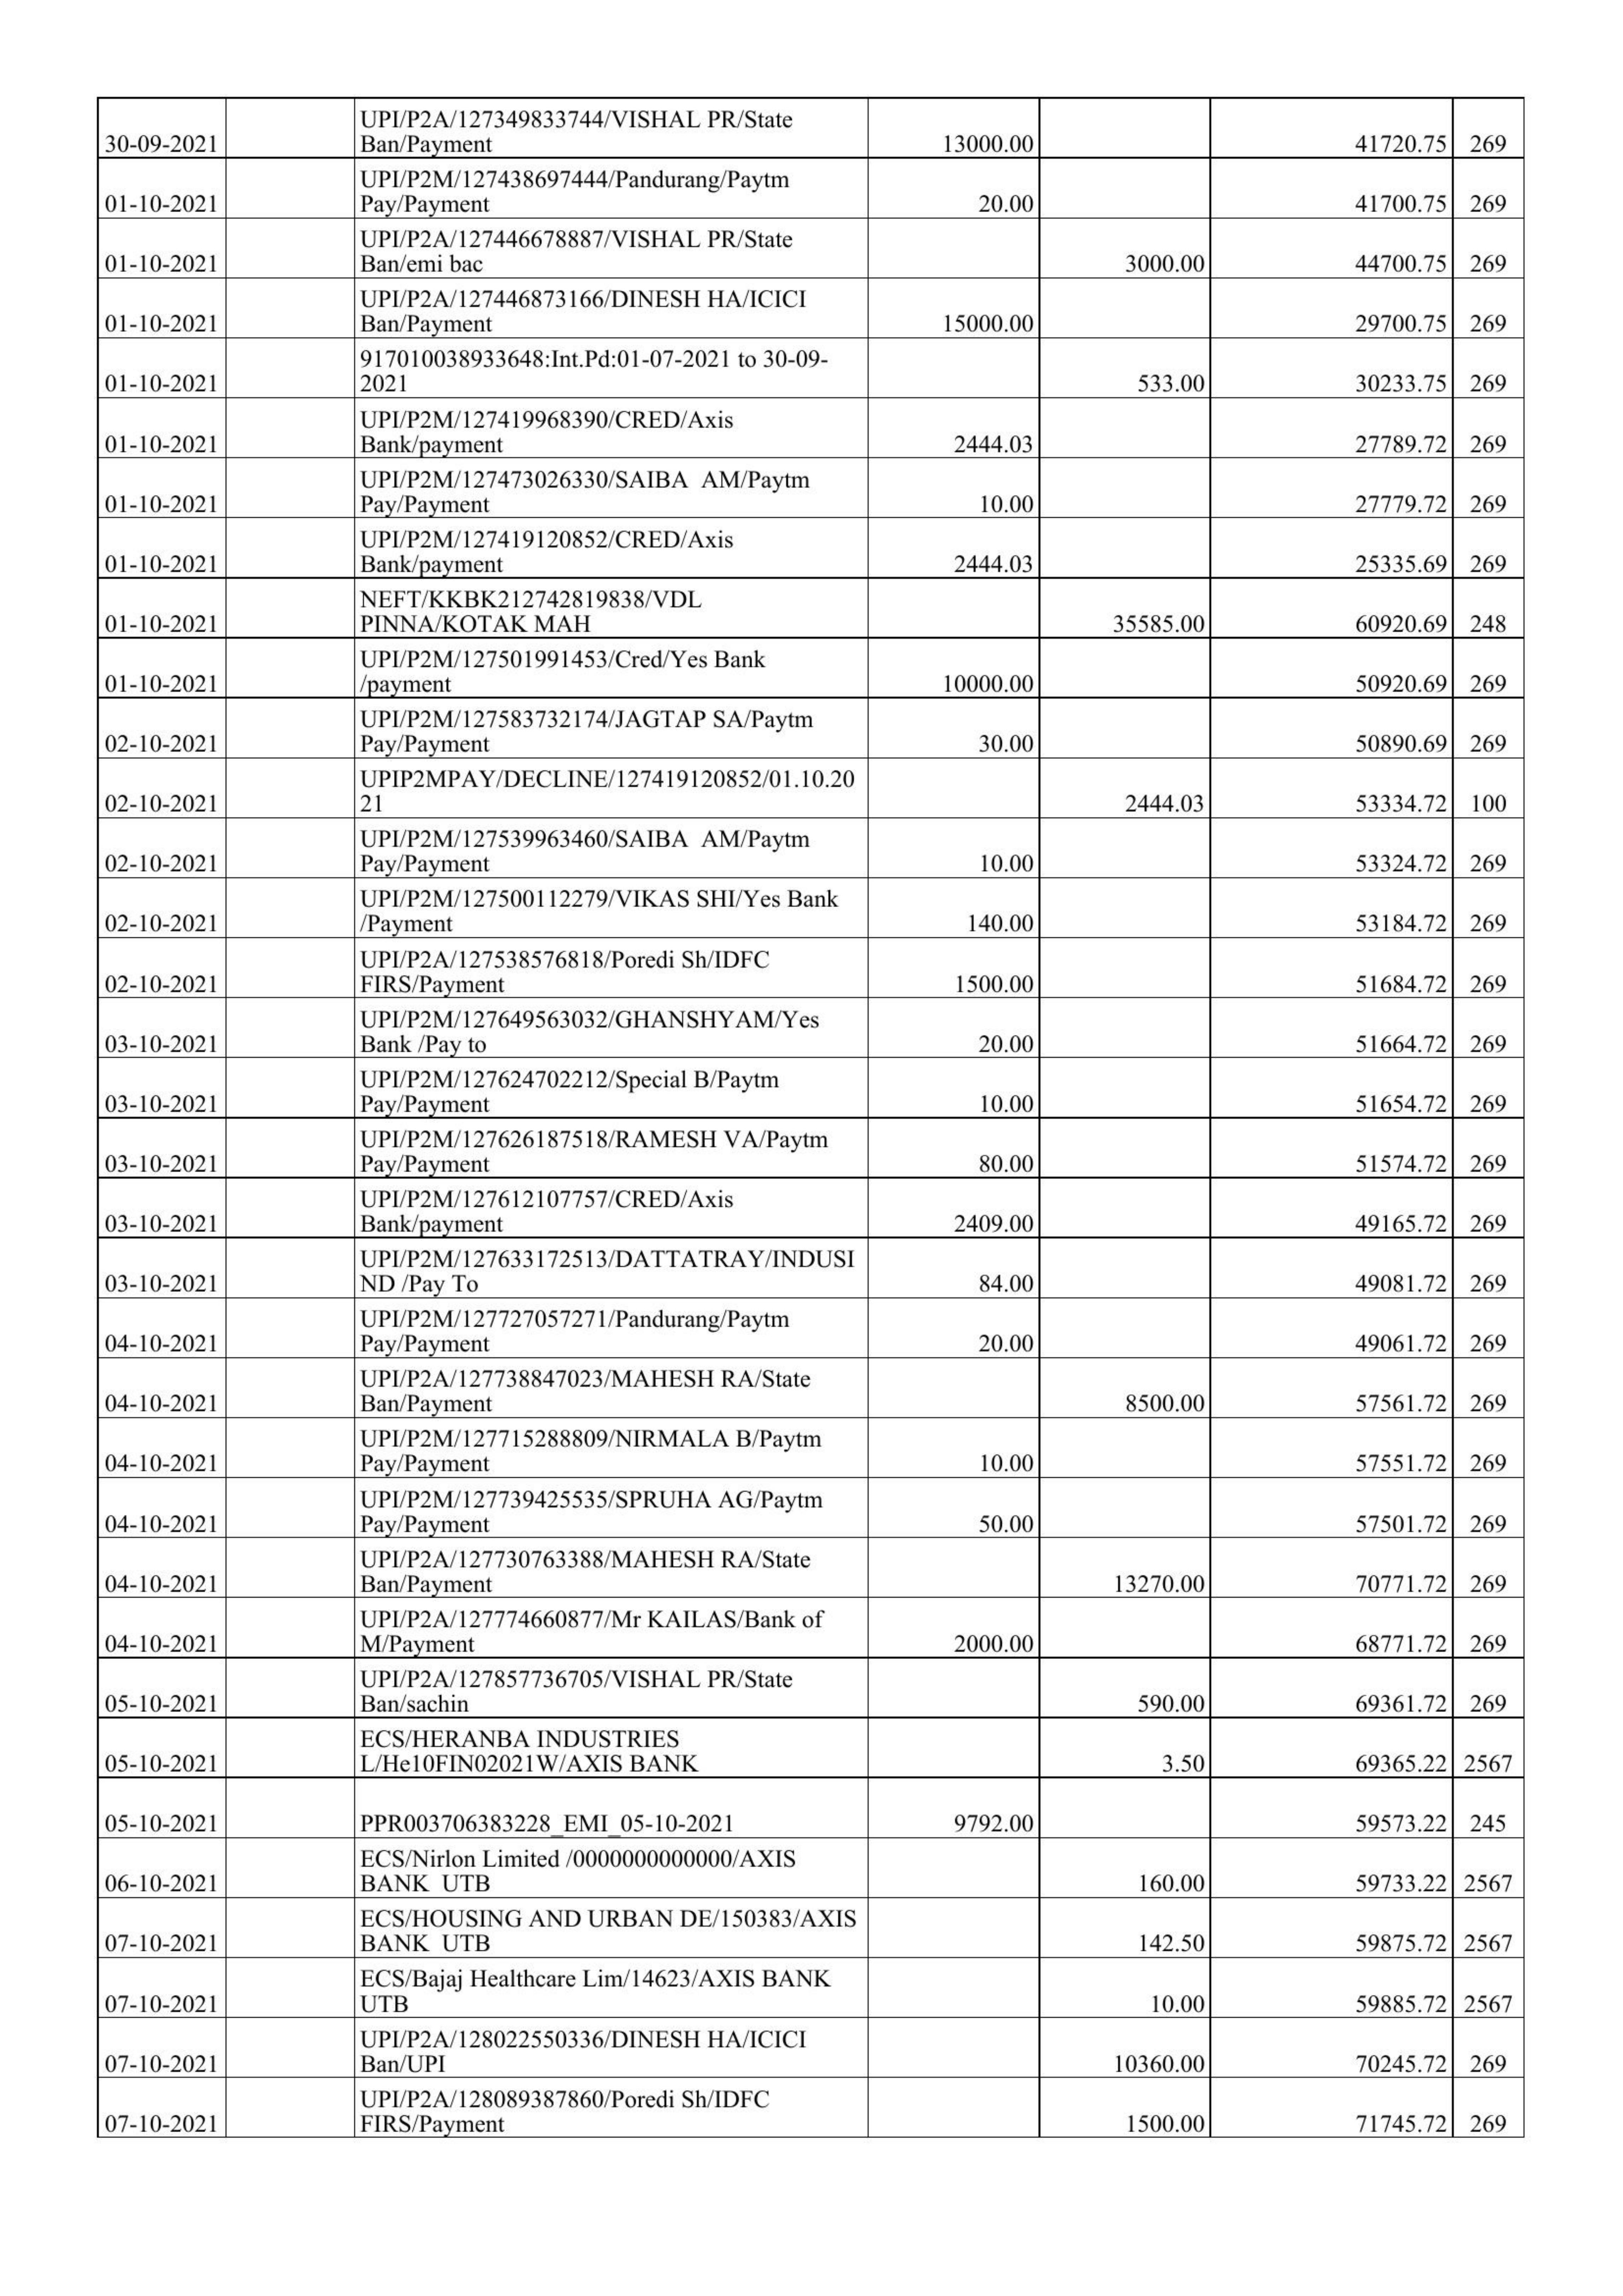 UPI/P2A/127349833744/VISHAL PR/State
30-09-2021 Ban/Payment 13000.00 41720.75 269
UPI/P2M/127438697444/Pandurang/Paytm
01-10-2021 Pay/Payment 20.00 41700.75 269
UPI/P2A/127446678887/VISHAL PR/State
01-10-2021 Ban/emi bac 3000.00 44700.75 269
UPI/P2A/127446873166/DINESH HA/ICICI
01-10-2021 Ban/Payment 15000.00 29700.75 269
917010038933648:Int.Pd:01-07-2021 to 30-09-
01-10-2021 2021 533.00 30233.75 269
UPI/P2M/127419968390/CRED/Axis
01-10-2021 Bank/payment 2444.03 27789.72 269
UPI/P2M/127473026330/SAIBA  AM/Paytm
01-10-2021 Pay/Payment 10.00 27779.72 269
UPI/P2M/127419120852/CRED/Axis
01-10-2021 Bank/payment 2444.03 25335.69 269
NEFT/KKBK212742819838/VDL
01-10-2021 PINNA/KOTAK MAH 35585.00 60920.69 248
UPI/P2M/127501991453/Cred/Yes Bank
01-10-2021 /payment 10000.00 50920.69 269
UPI/P2M/127583732174/JAGTAP SA/Paytm
02-10-2021 Pay/Payment 30.00 50890.69 269
UPIP2MPAY/DECLINE/127419120852/01.10.20
02-10-2021 21 2444.03 53334.72 100
UPI/P2M/127539963460/SAIBA  AM/Paytm
02-10-2021 Pay/Payment 10.00 53324.72 269
UPI/P2M/127500112279/VIKAS SHI/Yes Bank
02-10-2021 /Payment 140.00 53184.72 269
UPI/P2A/127538576818/Poredi Sh/IDFC
02-10-2021 FIRS/Payment 1500.00 51684.72 269
UPI/P2M/127649563032/GHANSHYAM/Yes
03-10-2021 Bank /Pay to 20.00 51664.72 269
UPI/P2M/127624702212/Special B/Paytm
03-10-2021 Pay/Payment 10.00 51654.72 269
UPI/P2M/127626187518/RAMESH VA/Paytm
03-10-2021 Pay/Payment 80.00 51574.72 269
UPI/P2M/127612107757/CRED/Axis
03-10-2021 Bank/payment 2409.00 49165.72 269
UPI/P2M/127633172513/DATTATRAY/INDUSI
03-10-2021 ND /Pay To 84.00 49081.72 269
UPI/P2M/127727057271/Pandurang/Paytm
04-10-2021 Pay/Payment 20.00 49061.72 269
UPI/P2A/127738847023/MAHESH RA/State
04-10-2021 Ban/Payment 8500.00 57561.72 269
UPI/P2M/127715288809/NIRMALA B/Paytm
04-10-2021 Pay/Payment 10.00 57551.72 269
UPI/P2M/127739425535/SPRUHA AG/Paytm
04-10-2021 Pay/Payment 50.00 57501.72 269
UPI/P2A/127730763388/MAHESH RA/State
04-10-2021 Ban/Payment 13270.00 70771.72 269
UPI/P2A/127774660877/Mr KAILAS/Bank of
04-10-2021 M/Payment 2000.00 68771.72 269
UPI/P2A/127857736705/VISHAL PR/State
05-10-2021 Ban/sachin 590.00 69361.72 269
ECS/HERANBA INDUSTRIES
05-10-2021 L/He10FIN02021W/AXIS BANK 3.50 69365.22 2567
05-10-2021 PPR003706383228_EMI_05-10-2021 9792.00 59573.22 245
ECS/Nirlon Limited /0000000000000/AXIS
06-10-2021 BANK  UTB 160.00 59733.22 2567
ECS/HOUSING AND URBAN DE/150383/AXIS
07-10-2021 BANK  UTB 142.50 59875.72 2567
ECS/Bajaj Healthcare Lim/14623/AXIS BANK
07-10-2021 UTB 10.00 59885.72 2567
UPI/P2A/128022550336/DINESH HA/ICICI
07-10-2021 Ban/UPI 10360.00 70245.72 269
UPI/P2A/128089387860/Poredi Sh/IDFC
07-10-2021 FIRS/Payment 1500.00 71745.72 269